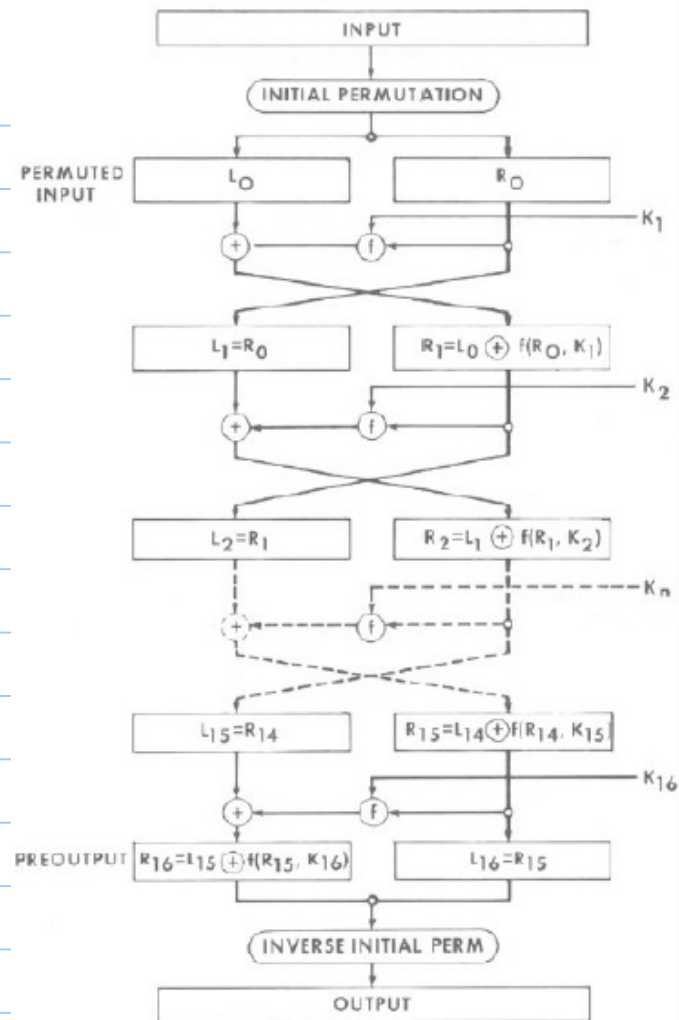 INPUT
INITIAL PERMUTATION
PERMUTED INPUT
L0
R0
K1
+
f
L1=R0
R1=L0 + f(R0, K1)
K2
+
f
L2=R1
R2=L1 + f(R1, K2)
Kn
+
f
L15=R14
R15=L14 + f(R14, K15)
K16
+
f
PREOUTPUT
R16=L15 + f(R15, K16)
L16=R15
INVERSE INITIAL PERM
OUTPUT